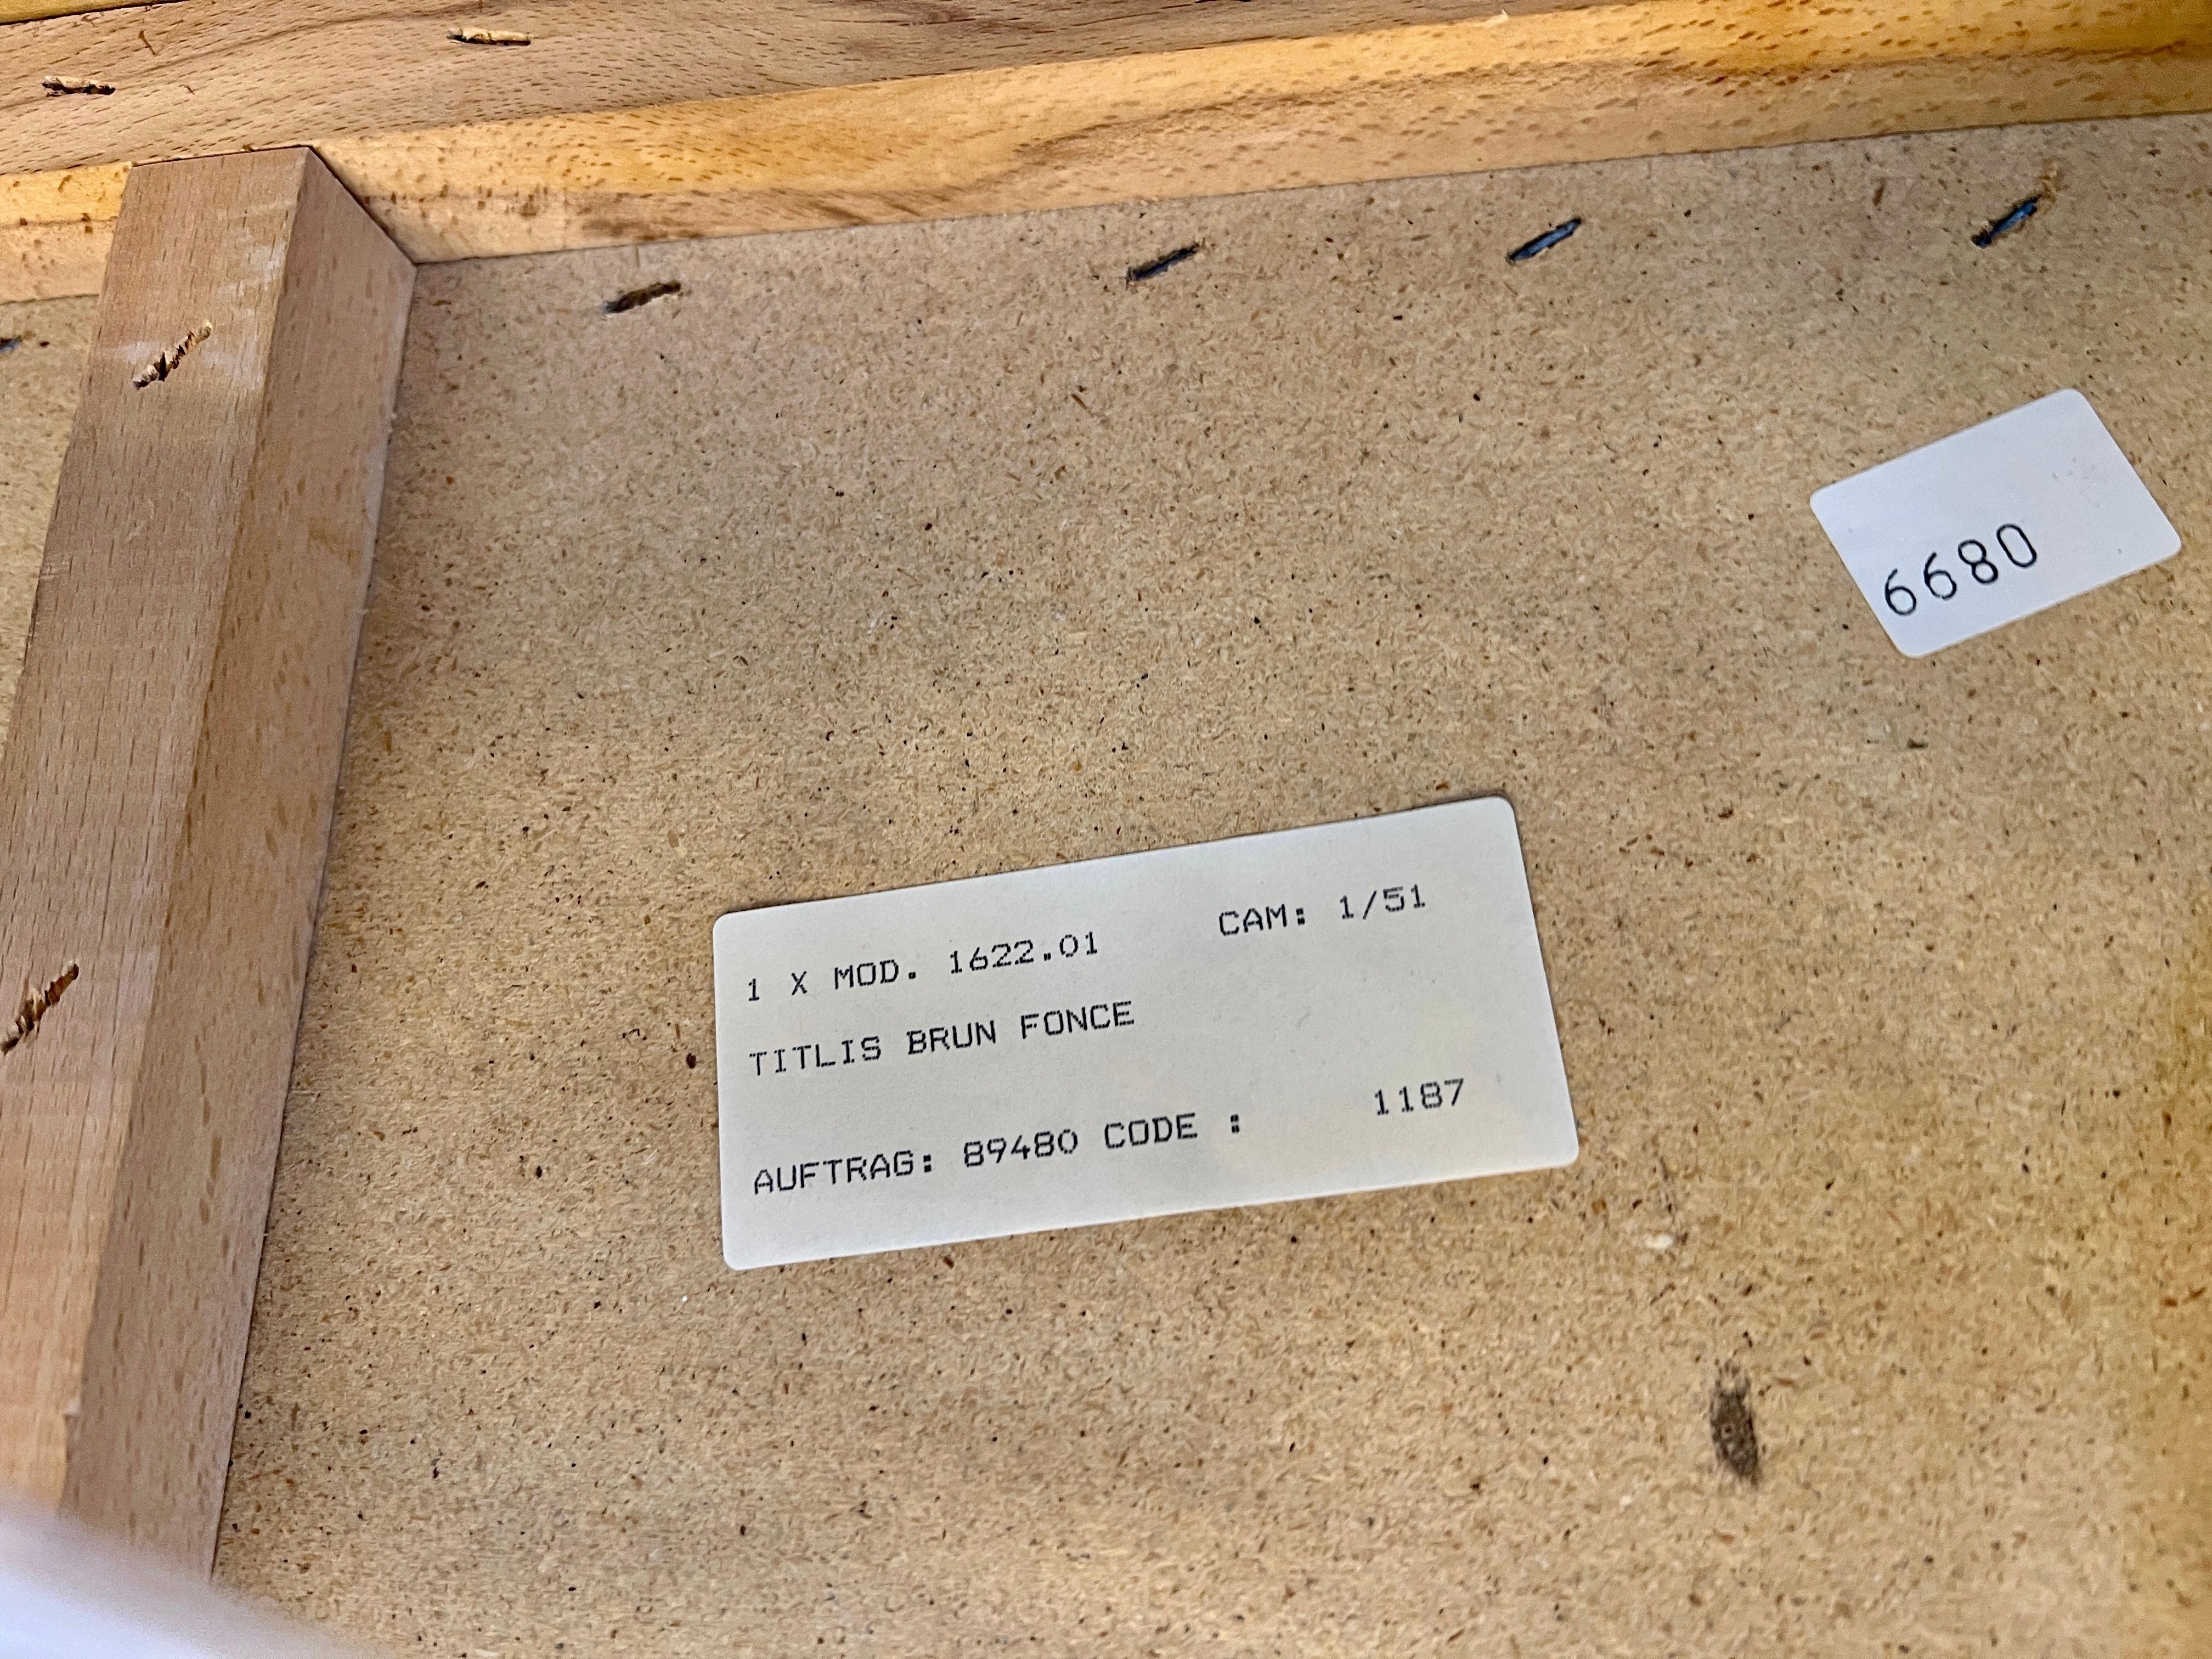 6680
1 X MOD. 1622.01 CAM: 1/51
TITLIS BRUN FONCE
AUFTRAG: 89480 CODE : 1187